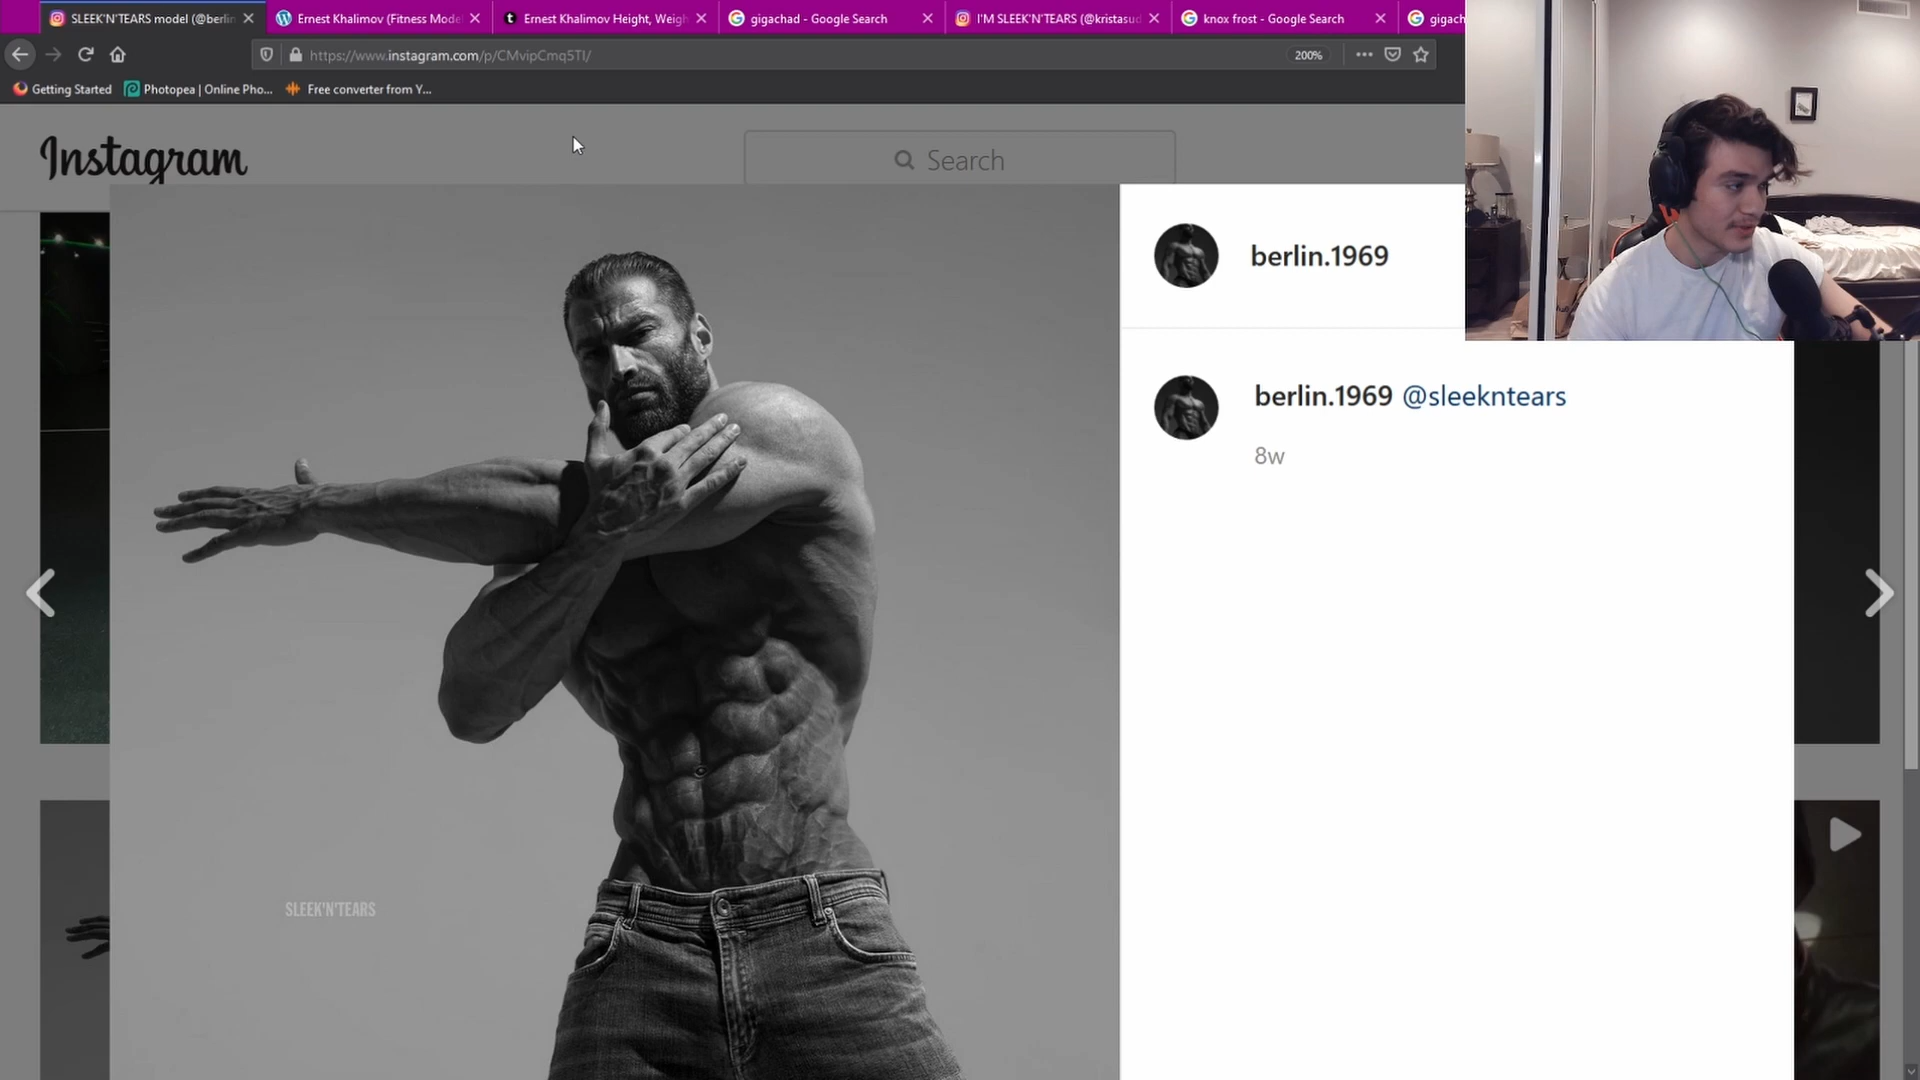 SLEEK'N'TEARS model (@berlin
Ernest Khalimov (Fitness Mode
Ernest Khalimov Height, Weigh
gigachad - Google Search
I'M SLEEK'N'TEARS (@kristasud
knox frost - Google Search
gigach
https://www.instagram.com/p/CMvipCmq5TI/
200%
Getting Started
Photopea | Online Pho...
Free converter from Y...
Instagram
Search
berlin.1969
berlin.1969 @sleekntears
8w
SLEEK'N'TEARS